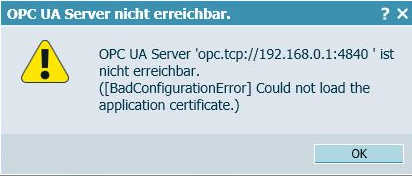 OPC UA Server nicht erreichbar.
OPC UA Server 'opc.tcp://192.168.0.1:4840 ' ist
nicht erreichbar.
([BadConfigurationError] Could not load the
application certificate.)
OK